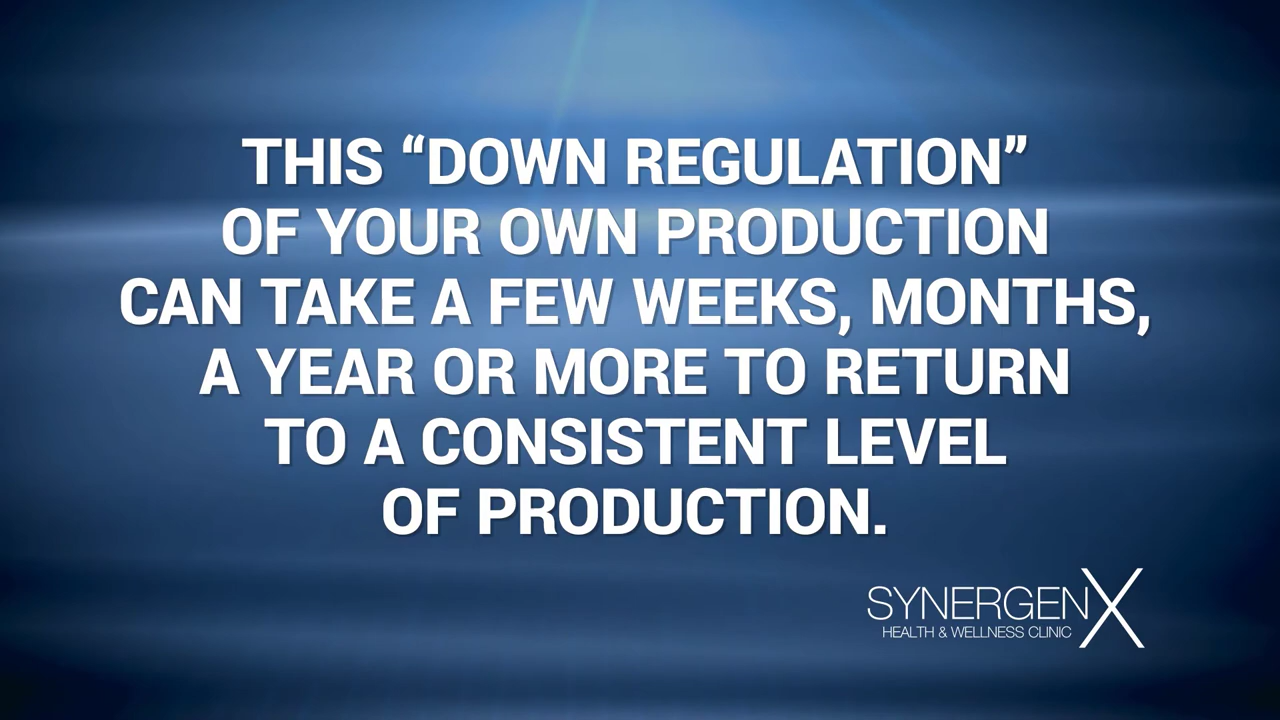 THIS “DOWN REGULATION”
OF YOUR OWN PRODUCTION
CAN TAKE A FEW WEEKS, MONTHS,
A YEAR OR MORE TO RETURN
TO A CONSISTENT LEVEL
OF PRODUCTION.
SYNERGENX
HEALTH & WELLNESS CLINIC